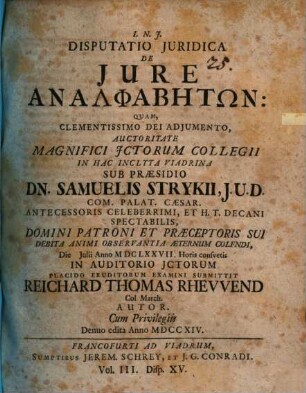 I. N. J.
DISPUTATIO JURIDICA
DE
JURE 25.
ΑΝΑΛΦΑΒΗΤΩΝ:
QUAM,
CLEMENTISSIMO DEI ADJUMENTO,
AUCTORITATE
MAGNIFICI JCTORUM COLLEGII
IN HAC INCLYTA VIADRINA
SUB PRÆSIDIO
DN. SAMUELIS STRYKII, J.U.D.
COM. PALAT. CÆSAR.
ANTECESSORIS CELEBERRIMI, ET H. T. DECANI
SPECTABILIS,
DOMINI PATRONI ET PRÆCEPTORIS SUI
DEBITA ANIMI OBSERVANTIA ÆTERNUM COLENDI,
Die Julii Anno MDCLXXVII. Horis consvetis
IN AUDITORIO JCTORUM
PLACIDO ERUDITORUM EXAMINI SUBMITTIT
REICHARD THOMAS RHEVVEND
Col. March.
AUTOR.
Cum Privilegiis
Denuo edita Anno MDCCXIV.
FRANCOFURTI AD VIADRUM,
SUMPTIBUS JEREM. SCHREY, ET J. G. CONRADI.
Vol. III. Disp. XV.